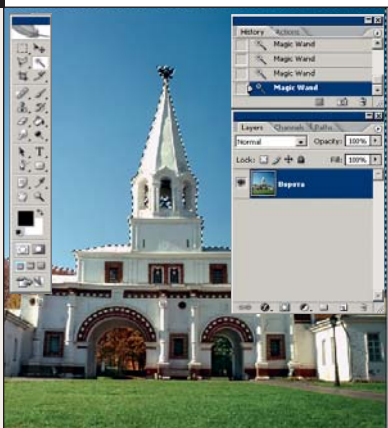 History Actions
Magic Wand
Magic Wand
Magic Wand
Magic Wand
Layers Channels Paths
Normal Opacity: 100%
Lock: Fill: 100%
Ворота
T